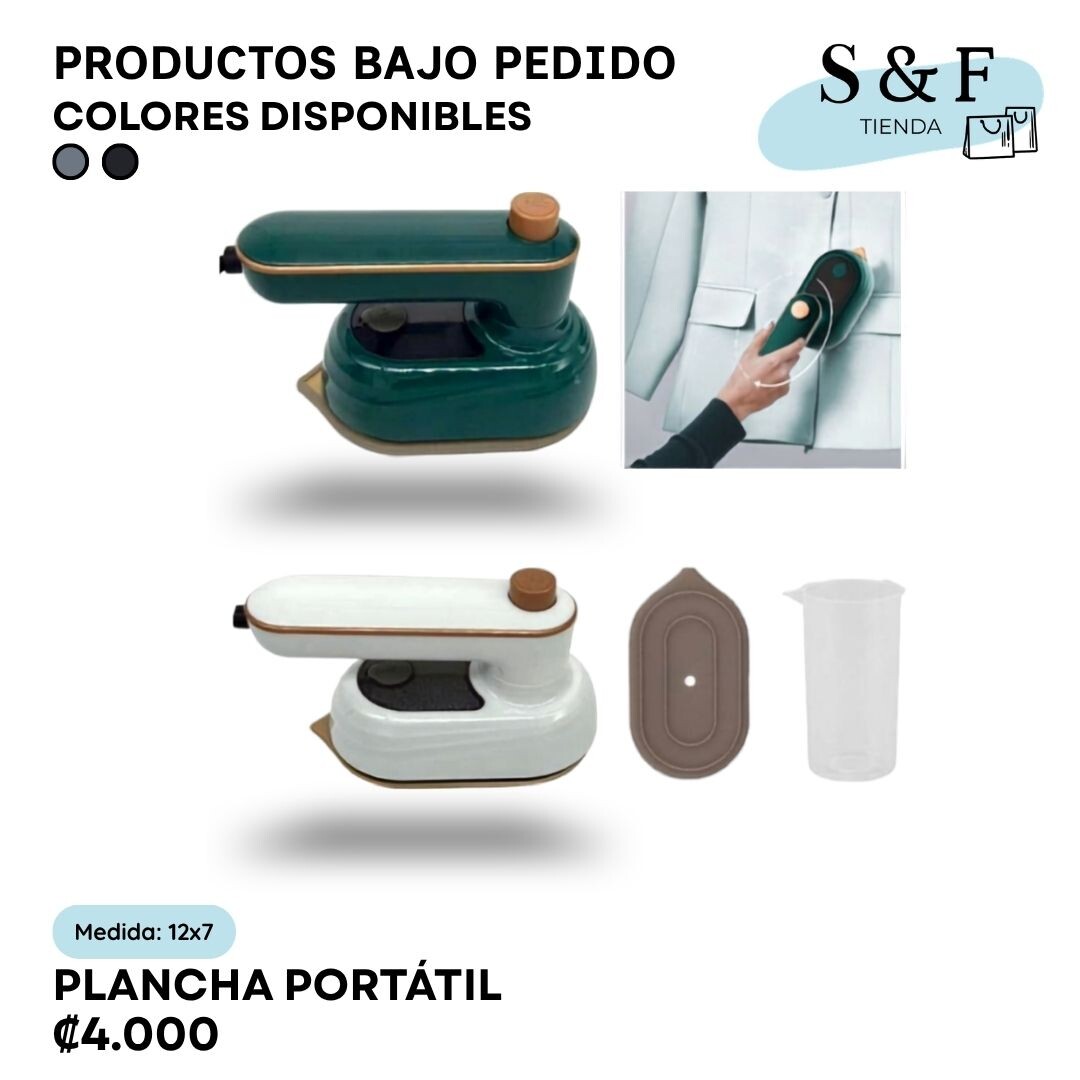 PRODUCTOS BAJO PEDIDO
COLORES DISPONIBLES
S & F
TIENDA
Medida: 12x7
PLANCHA PORTÁTIL
₡4.000